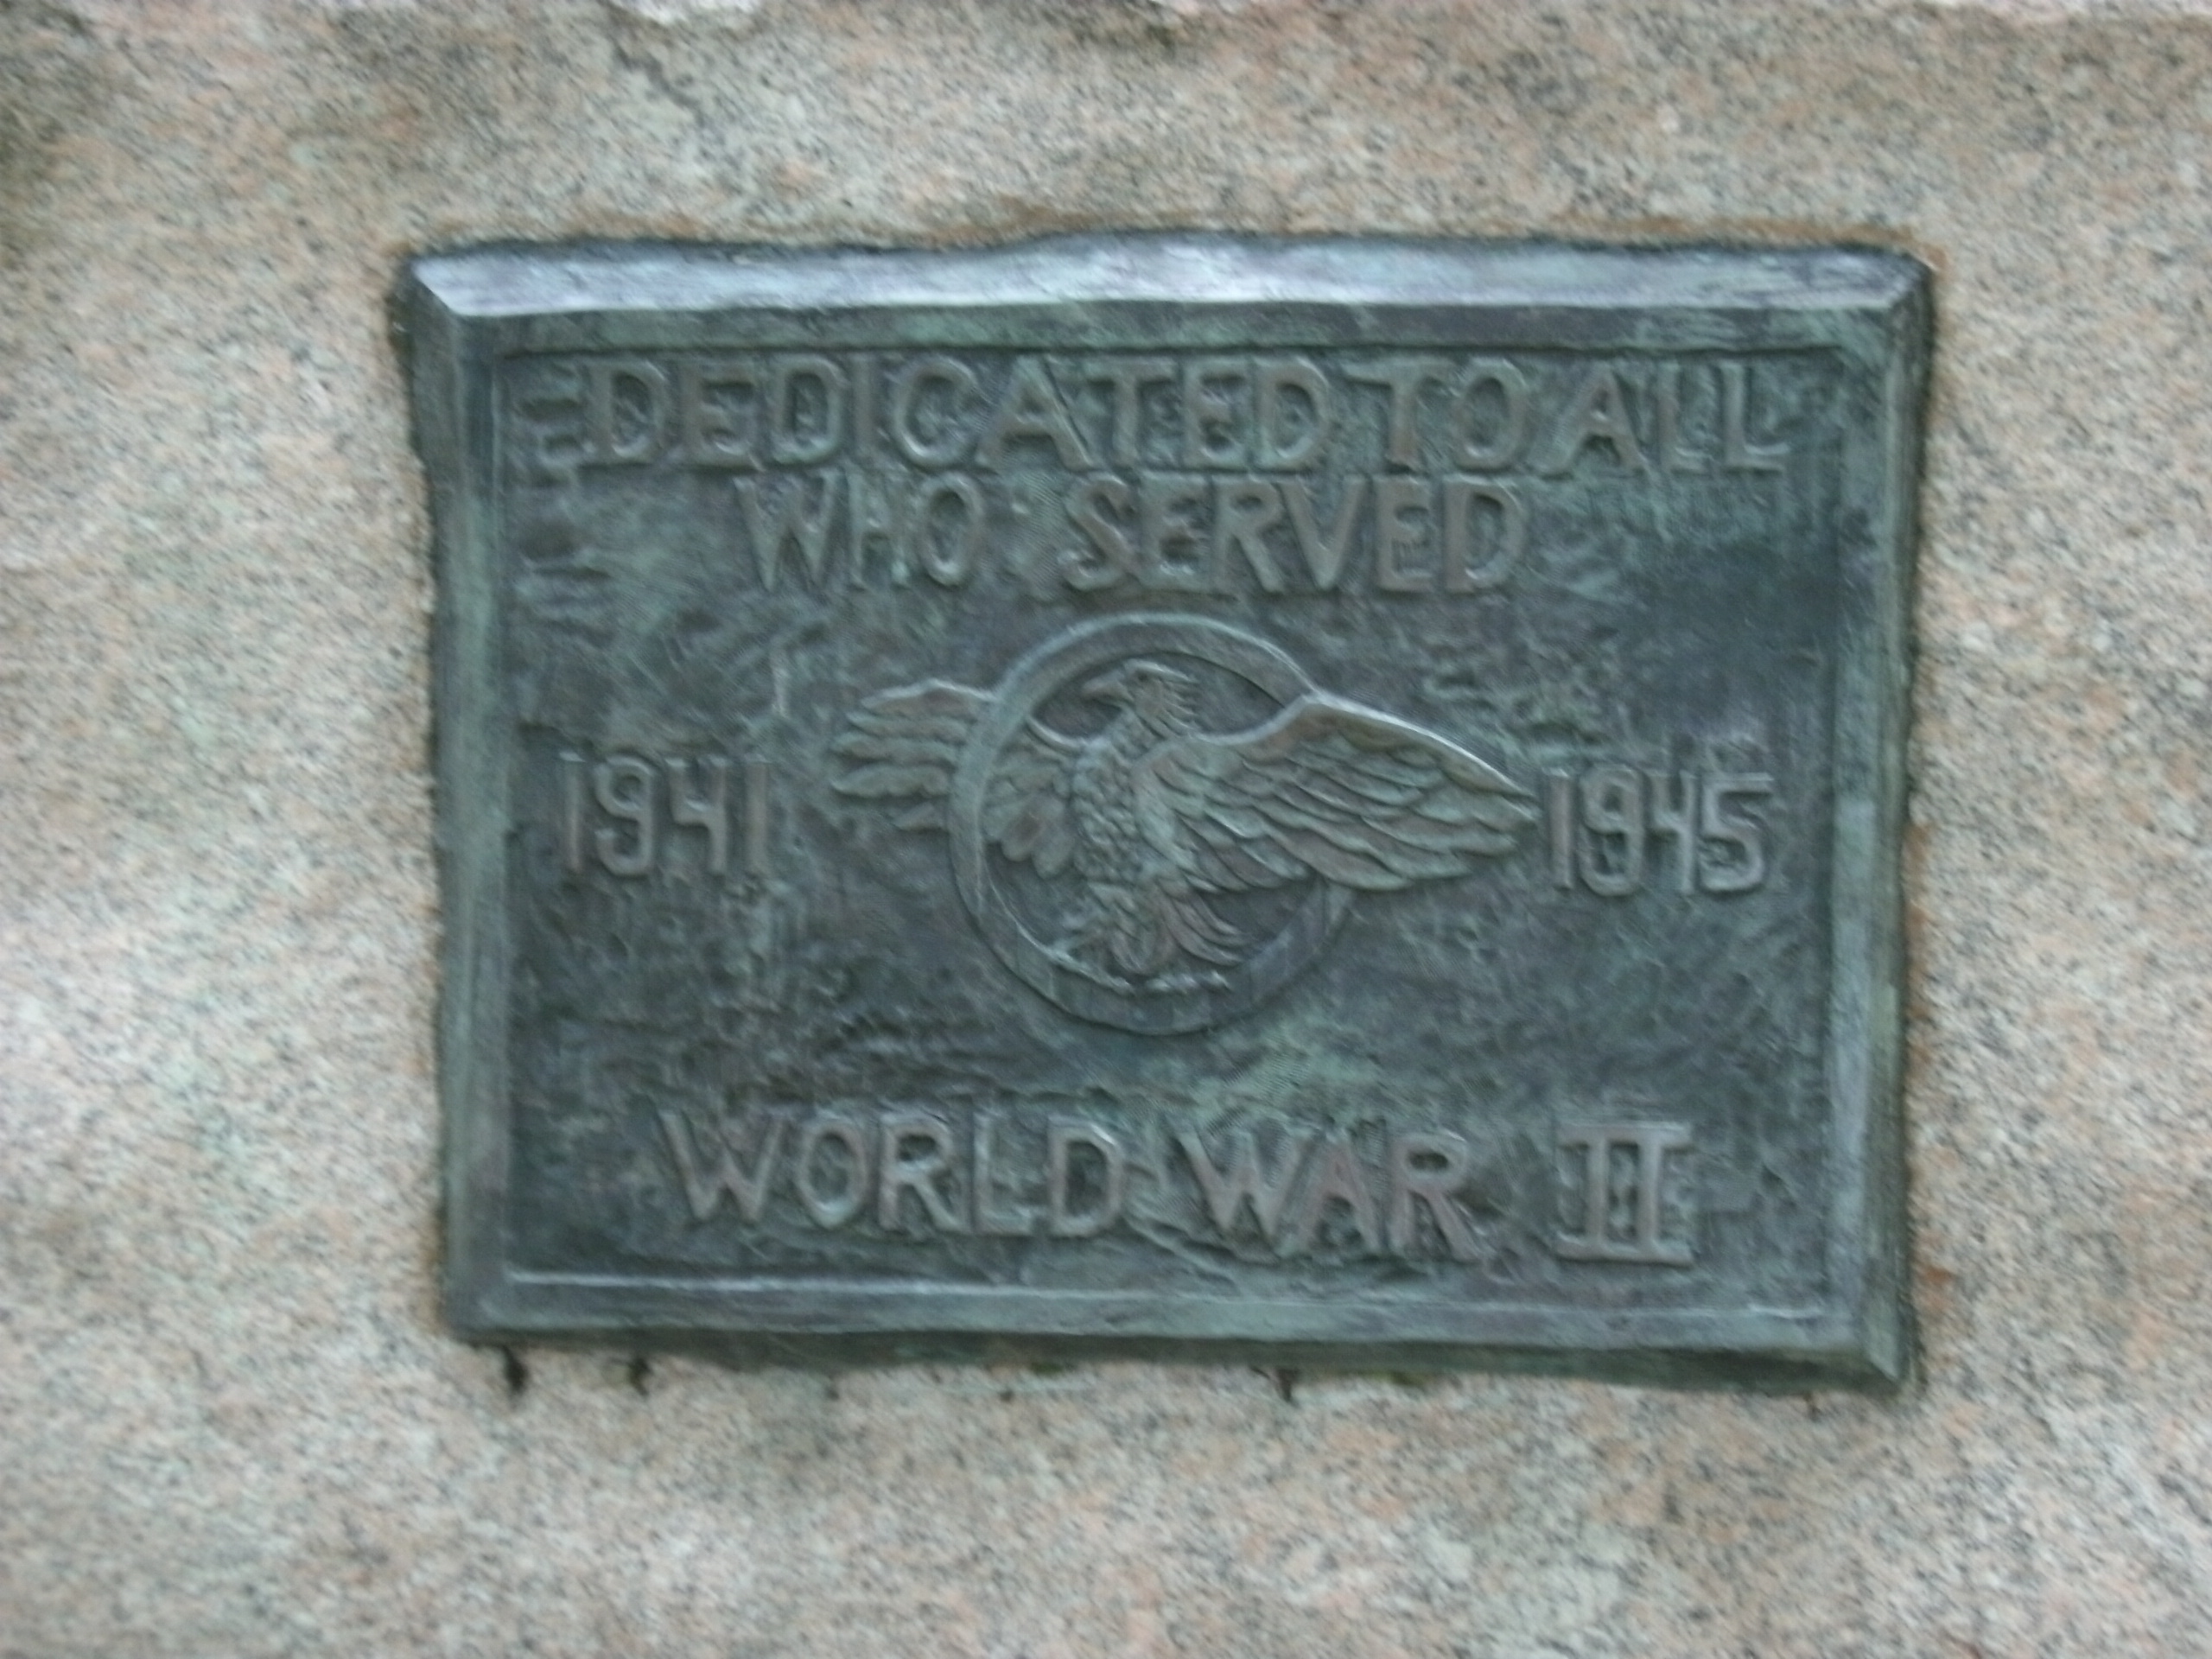 DEDICATED TO ALL
WHO SERVED
1941 1945
WORLD WAR II